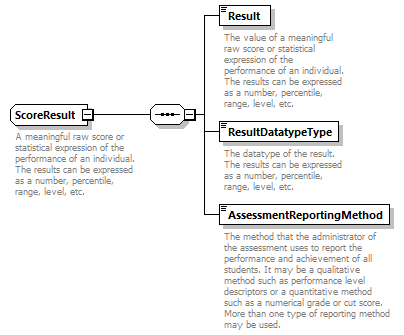 Result
The value of a meaningful
raw score or statistical
expression of the
performance of an individual.
The results can be expressed
as a number, percentile,
range, level, etc.
ScoreResult
A meaningful raw score or
statistical expression of the
performance of an individual.
The results can be expressed
as a number, percentile,
range, level, etc.
ResultDatatypeType
The datatype of the result.
The results can be expressed
as a number, percentile,
range, level, etc.
AssessmentReportingMethod
The method that the administrator of
the assessment uses to report the
performance and achievement of all
students. It may be a qualitative
method such as performance level
descriptors or a quantitative method
such as a numerical grade or cut score.
More than one type of reporting method
may be used.